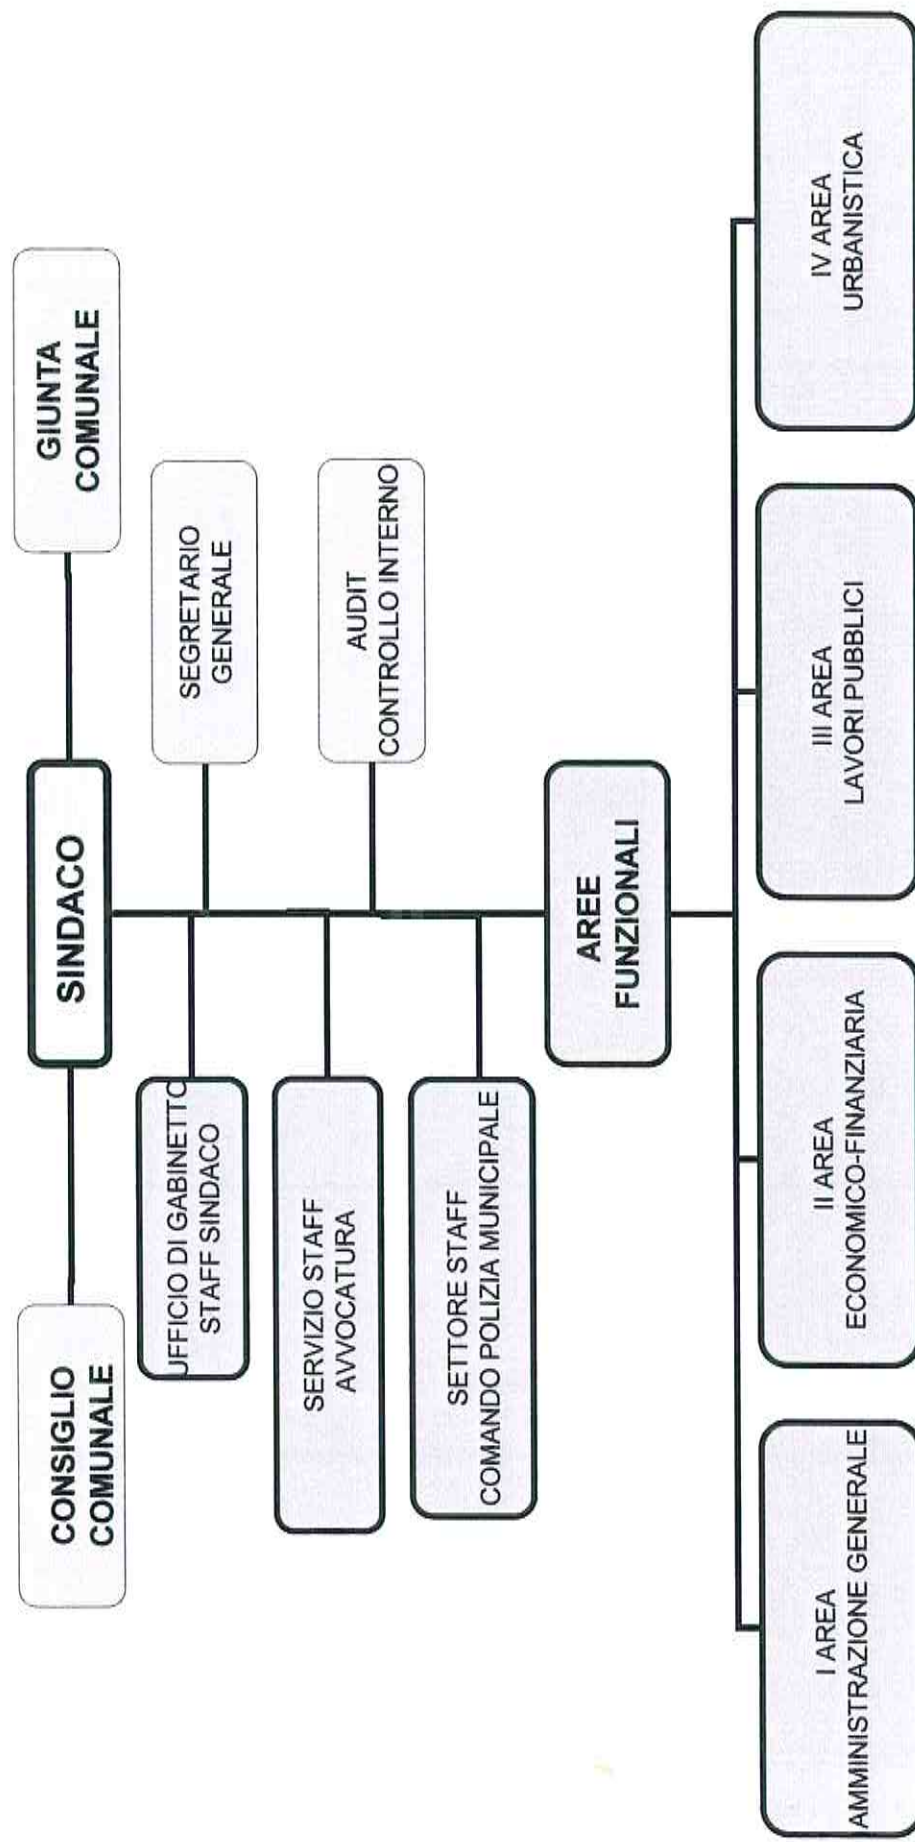 CONSIGLIO
COMUNALE
SINDACO
GIUNTA
COMUNALE
UFFICIO DI GABINETTO
STAFF SINDACO
SEGRETARIO
GENERALE
SERVIZIO STAFF
AVVOCATURA
AUDIT
CONTROLLO INTERNO
SETTORE STAFF
COMANDO POLIZIA MUNICIPALE
AREE
FUNZIONALI
I AREA
AMMINISTRAZIONE GENERALE
II AREA
ECONOMICO-FINANZIARIA
III AREA
LAVORI PUBBLICI
IV AREA
URBANISTICA